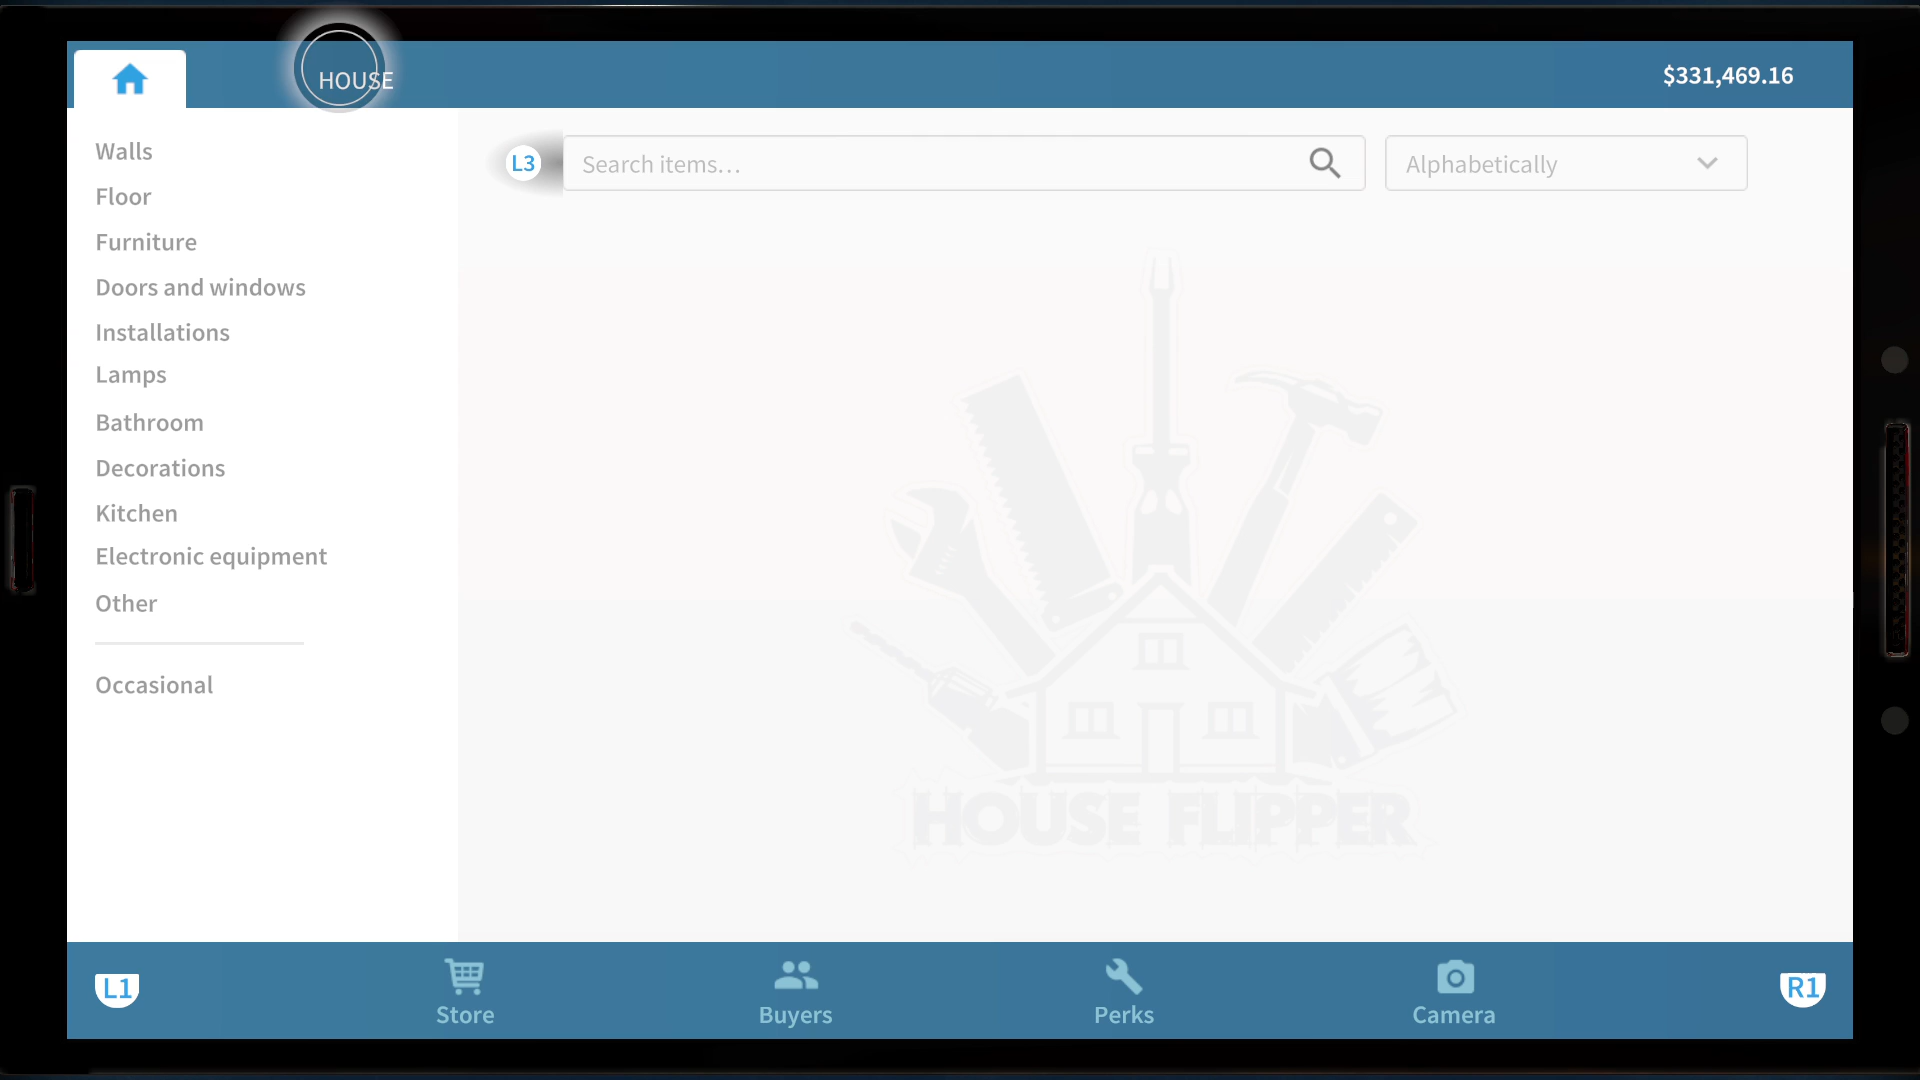 HOUSE
$331,469.16
L3
Search items...
Alphabetically
Walls
Floor
Furniture
Doors and windows
Installations
Lamps
Bathroom
Decorations
Kitchen
Electronic equipment
Other
Occasional
HOUSE FLIPPER
L1
Store
Buyers
Perks
Camera
R1